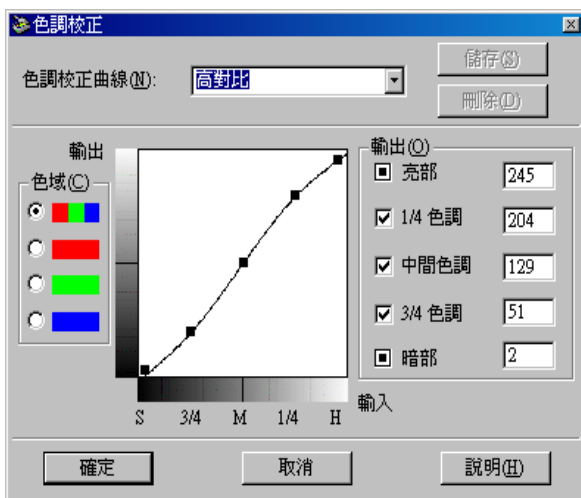 色調校正
色調校正曲線(N):
高對比
儲存(S)
刪除(D)
輸出
色域(C)
輸出(O)
亮部 245
1/4 色調 204
中間色調 129
3/4 色調 51
暗部 2
S 3/4 M 1/4 H
輸入
確定
取消
說明(H)